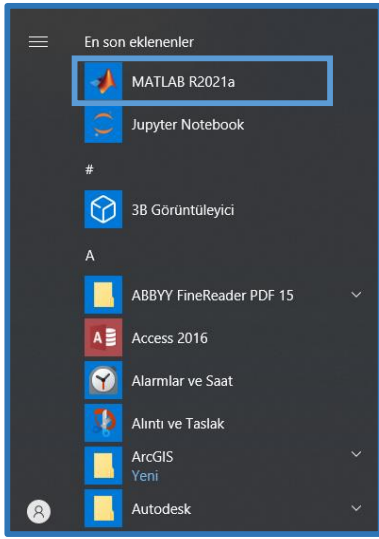 En son eklenenler
MATLAB R2021a
Jupyter Notebook
#
3B Görüntüleyici
A
ABBYY FineReader PDF 15
Access 2016
Alarmlar ve Saat
Alıntı ve Taslak
ArcGIS
Yeni
Autodesk